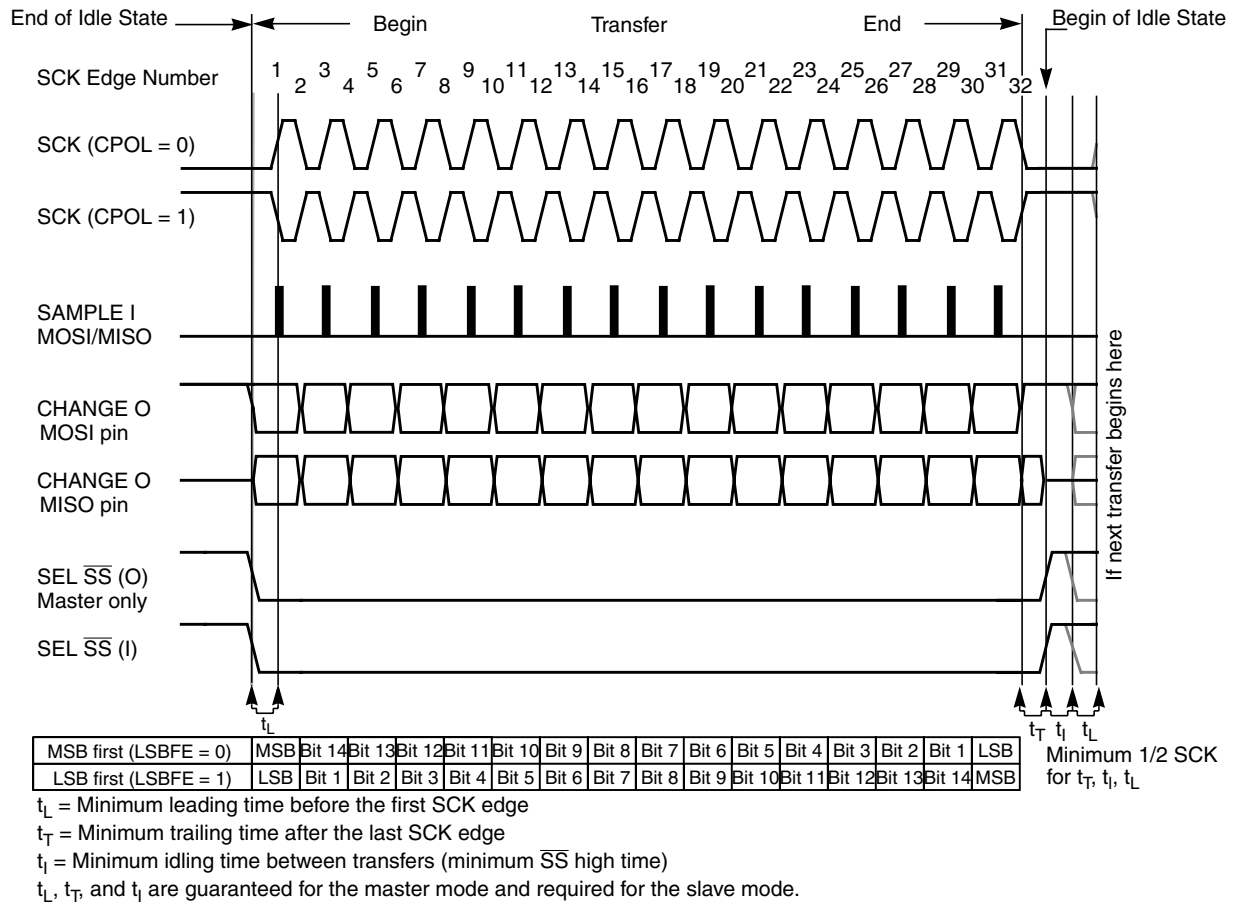 End of Idle State
Begin
Transfer
End
Begin of Idle State
SCK Edge Number
1 2 3 4 5 6 7 8 9 10 11 12 13 14 15 16 17 18 19 20 21 22 23 24 25 26 27 28 29 30 31 32
SCK (CPOL = 0)
SCK (CPOL = 1)
SAMPLE I
MOSI/MISO
CHANGE O
MOSI pin
CHANGE O
MISO pin
SEL S̅S̅ (O)
Master only
SEL S̅S̅ (I)
If next transfer begins here
tL
tT tI tL
MSB first (LSBFE = 0) MSB Bit 14 Bit 13 Bit 12 Bit 11 Bit 10 Bit 9 Bit 8 Bit 7 Bit 6 Bit 5 Bit 4 Bit 3 Bit 2 Bit 1 LSB
LSB first (LSBFE = 1) LSB Bit 1 Bit 2 Bit 3 Bit 4 Bit 5 Bit 6 Bit 7 Bit 8 Bit 9 Bit 10 Bit 11 Bit 12 Bit 13 Bit 14 MSB
Minimum 1/2 SCK
for tT, tI, tL
tL = Minimum leading time before the first SCK edge
tT = Minimum trailing time after the last SCK edge
tI = Minimum idling time between transfers (minimum S̅S̅ high time)
tL, tT, and tI are guaranteed for the master mode and required for the slave mode.